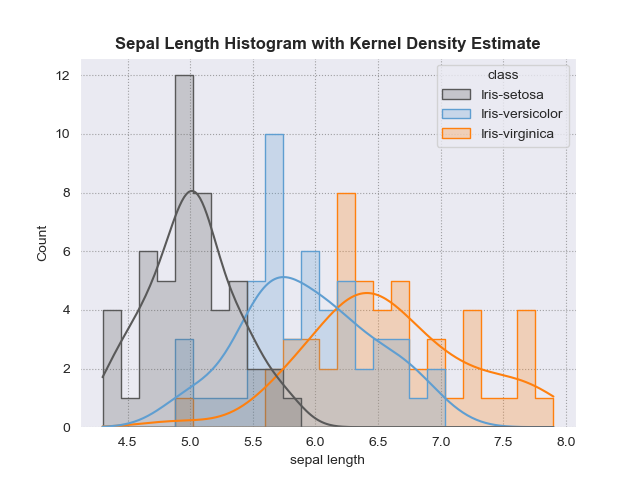 Sepal Length Histogram with Kernel Density Estimate
class
Iris-setosa
Iris-versicolor
Iris-virginica
Count
12
10
8
6
4
2
0
4.5 5.0 5.5 6.0 6.5 7.0 7.5 8.0
sepal length